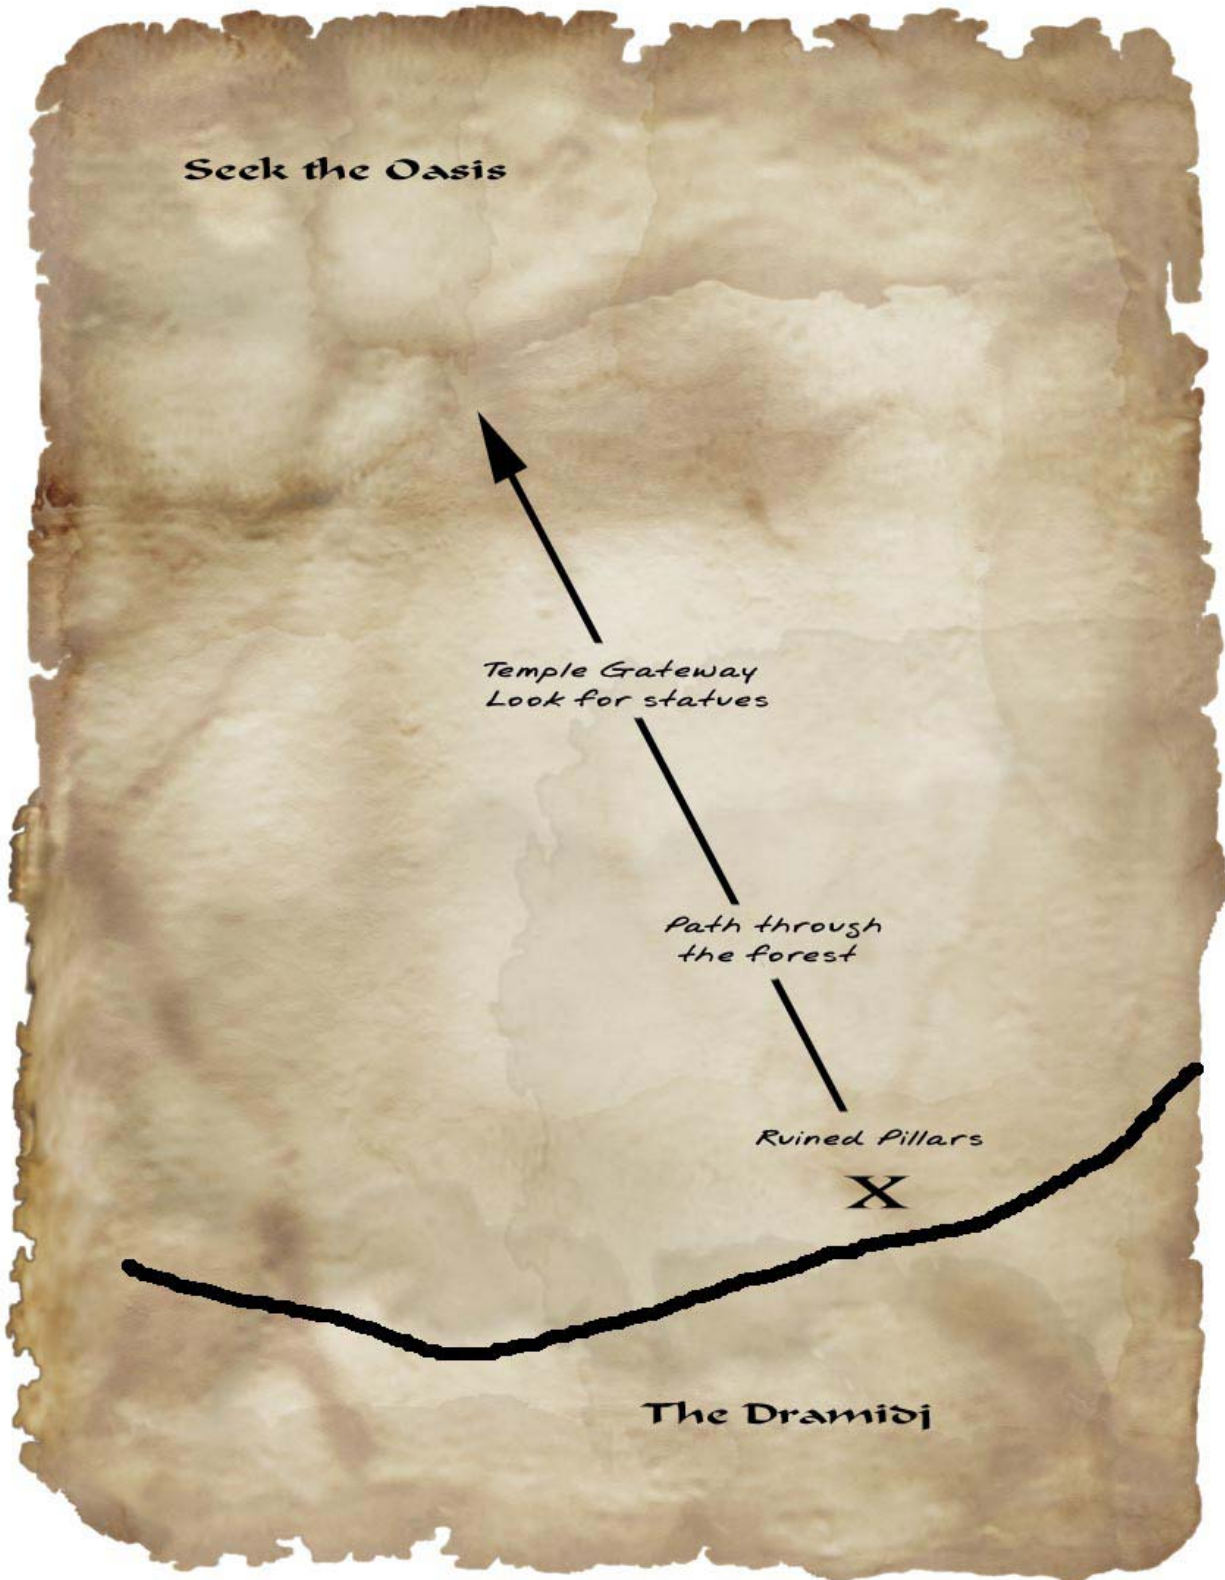 Seek the Oasis
Temple Gateway
Look for statues
Path through
the forest
Ruined Pillars
X
The Dramidj